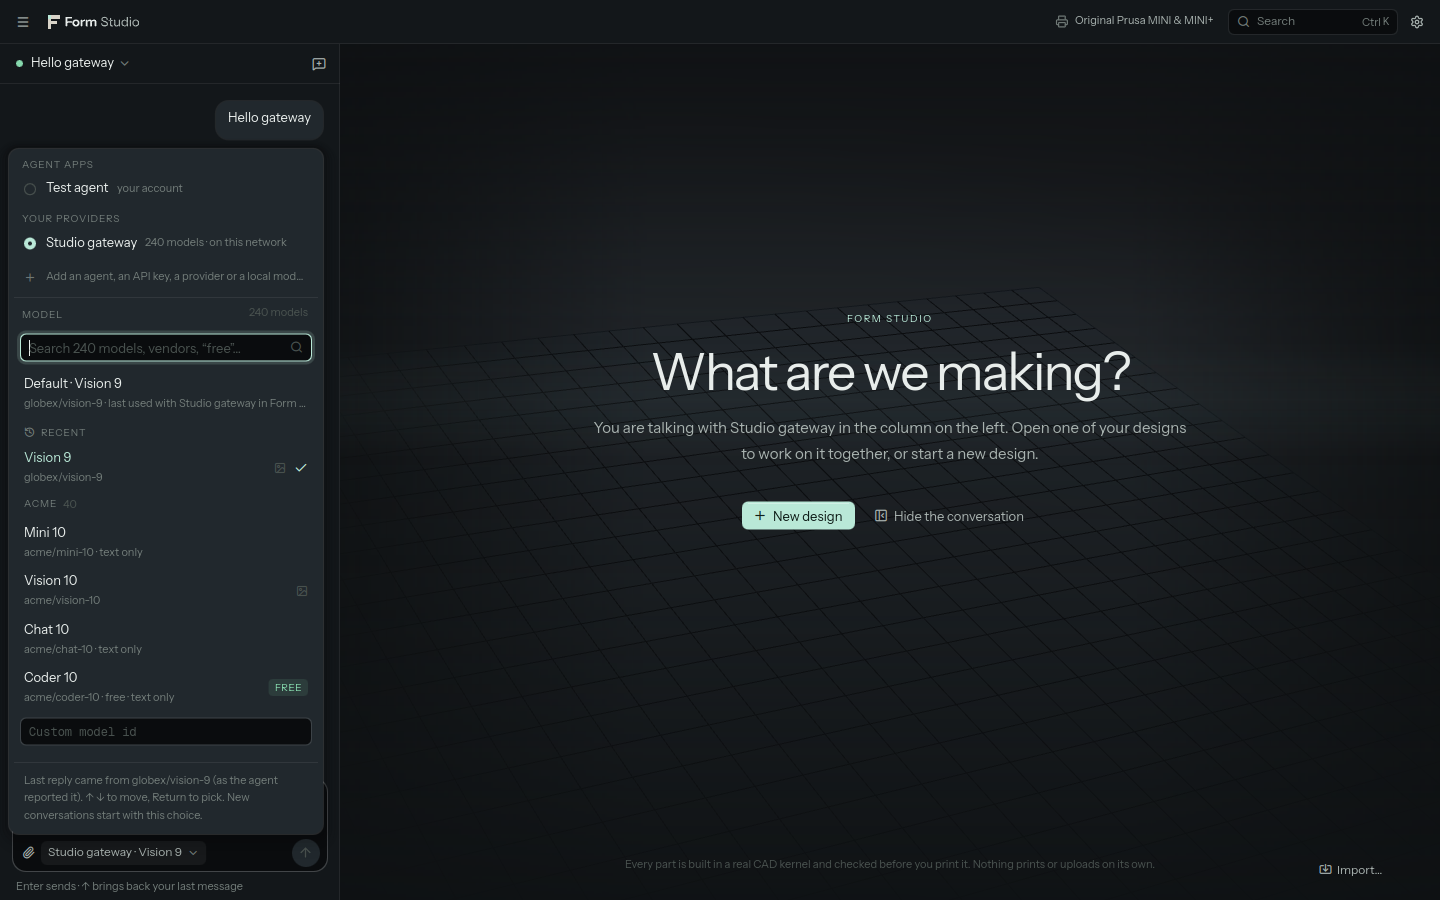 Form Studio
Original Prusa MINI & MINI+
Search
Ctrl K
Hello gateway
Hello gateway
AGENT APPS
Test agent your account
YOUR PROVIDERS
Studio gateway 240 models · on this network
Add an agent, an API key, a provider or a local mod...
MODEL 240 models
Search 240 models, vendors, “free”...
Default · Vision 9
globex/vision-9 · last used with Studio gateway in Form ...
RECENT
Vision 9
globex/vision-9
ACME 40
Mini 10
acme/mini-10 · text only
Vision 10
acme/vision-10
Chat 10
acme/chat-10 · text only
Coder 10
acme/coder-10 · free · text only
FREE
Custom model id
Last reply came from globex/vision-9 (as the agent
reported it). ↑ ↓ to move, Return to pick. New
conversations start with this choice.
Studio gateway · Vision 9
Enter sends · ↑ brings back your last message
FORM STUDIO
What are we making?
You are talking with Studio gateway in the column on the left. Open one of your designs
to work on it together, or start a new design.
New design
Hide the conversation
Every part is built in a real CAD kernel and checked before you print it. Nothing prints or uploads on its own.
Import...